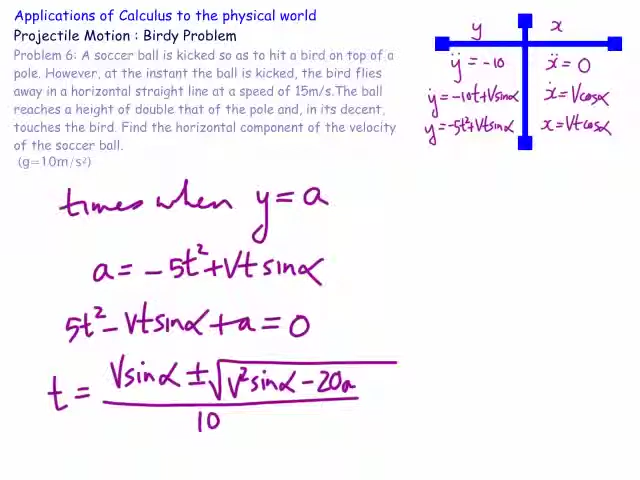 Applications of Calculus to the physical world
Projectile Motion : Birdy Problem
Problem 6: A soccer ball is kicked so as to hit a bird on top of a
pole. However, at the instant the ball is kicked, the bird flies
away in a horizontal straight line at a speed of 15m/s.The ball
reaches a height of double that of the pole and, in its decent,
touches the bird. Find the horizontal component of the velocity
of the soccer ball.
(g=10m/s²)
y x
ÿ = -10 ẍ = 0
ẏ = -10t+Vsinα ẋ = Vcosα
y = -5t²+Vtsinα x = Vtcosα
times when y = a
a = -5t² + Vt sinα
5t² - Vtsinα + a = 0
t = (Vsinα ± √(V²sinα - 20a)) / 10